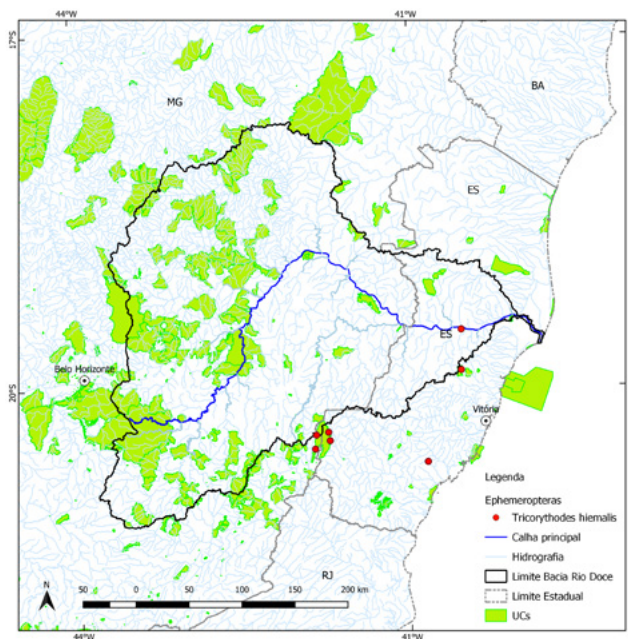 44°W
41°W
17°S
BA
MG
ES
ES
Belo Horizonte
20°S
Vitória
Legenda
Ephemeropteras
Tricorythodes hiemalis
Calha principal
Hidrografia
Limite Bacia Rio Doce
Limite Estadual
UCs
N
RJ
50 0 50 100 150 200 km
44°W
41°W